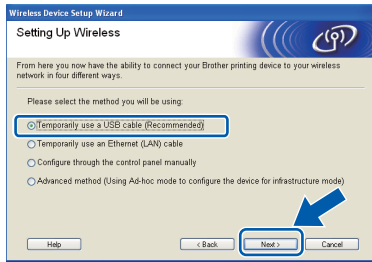 Wireless Device Setup Wizard
Setting Up Wireless
From here you now have the ability to connect your Brother printing device to your wireless
network in four different ways.
Please select the method you will be using:
Temporarily use a USB cable (Recommended)
Temporarily use an Ethernet (LAN) cable
Configure through the control panel manually
Advanced method (Using Ad-hoc mode to configure the device for infrastructure mode)
Help
< Back
Next >
Cancel